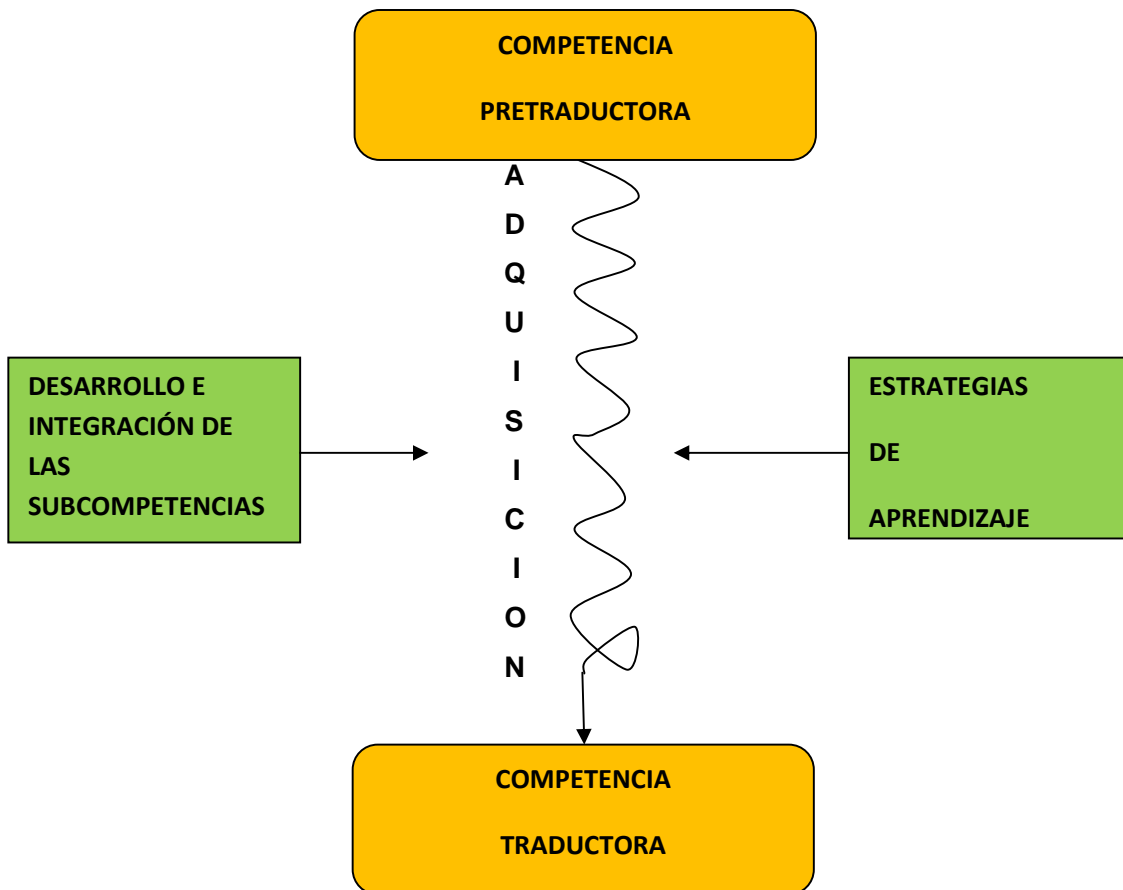 COMPETENCIA
PRETRADUCTORA
A
D
Q
U
I
S
I
C
I
O
N
DESARROLLO E
INTEGRACIÓN DE
LAS
SUBCOMPETENCIAS
ESTRATEGIAS
DE
APRENDIZAJE
COMPETENCIA
TRADUCTORA